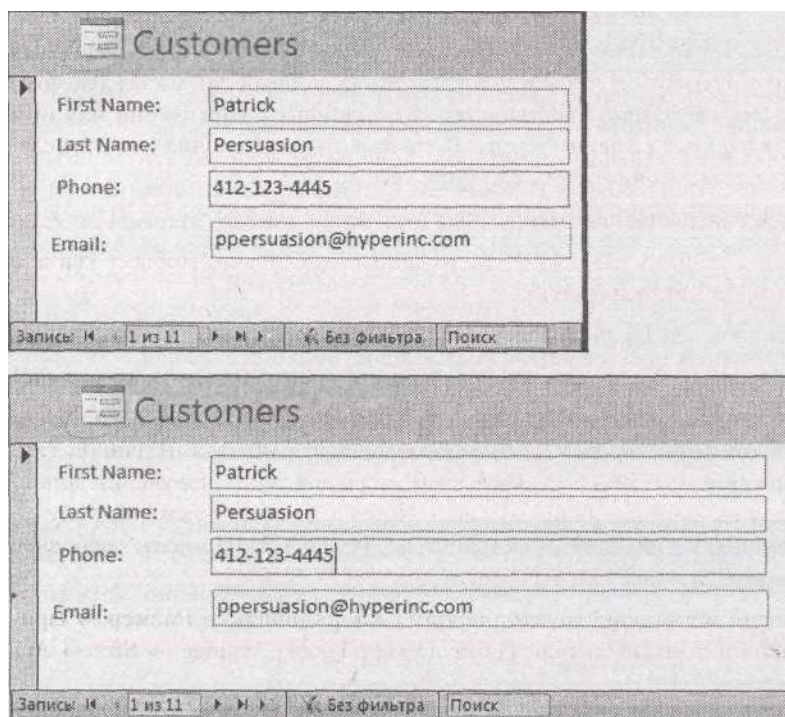 Customers
First Name: Patrick
Last Name: Persuasion
Phone: 412-123-4445
Email: ppersuasion@hyperinc.com
Запись: 1 из 11 Без фильтра Поиск
Customers
First Name: Patrick
Last Name: Persuasion
Phone: 412-123-4445
Email: ppersuasion@hyperinc.com
Запись: 1 из 11 Без фильтра Поиск